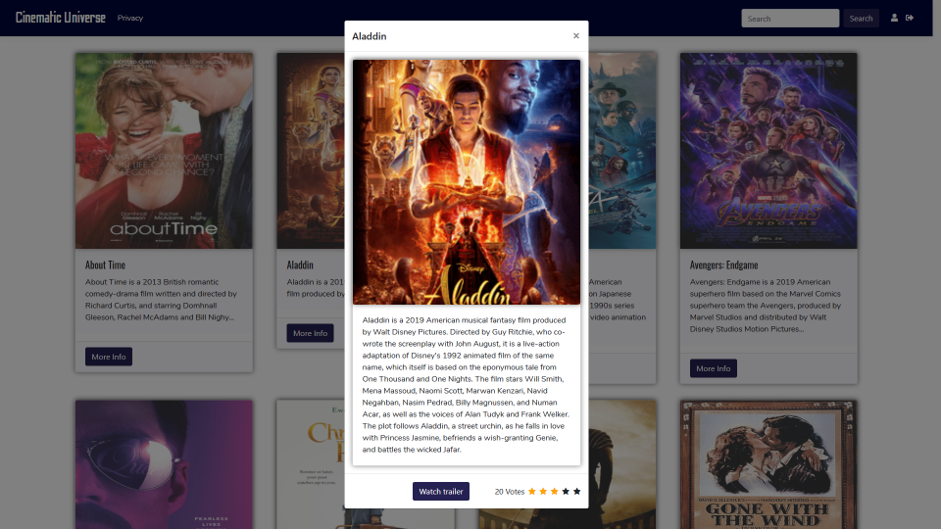 Cinematic Universe
Privacy
Search
Search
Aladdin
×
Disney
Aladdin
Aladdin is a 2019 American musical fantasy film produced
by Walt Disney Pictures. Directed by Guy Ritchie, who co-
wrote the screenplay with John August, it is a live-action
adaptation of Disney's 1992 animated film of the same
name, which itself is based on the eponymous tale from
One Thousand and One Nights. The film stars Will Smith,
Mena Massoud, Naomi Scott, Marwan Kenzari, Navid
Negahban, Nasim Pedrad, Billy Magnussen, and Numan
Acar, as well as the voices of Alan Tudyk and Frank Welker.
The plot follows Aladdin, a street urchin, as he falls in love
with Princess Jasmine, befriends a wish-granting Genie,
and battles the wicked Jafar.
Watch trailer
20 Votes
about Time
About Time
About Time is a 2013 British romantic
comedy-drama film written and directed by
Richard Curtis, and starring Domhnall
Gleeson, Rachel McAdams and Bill Nighy...
More Info
Aladdin
Aladdin is a 201
film produced by
More Info
American
on Japanese
1990s series
video animation
MARVEL STUDIOS
AVENGERS
ENDGAME
Avengers: Endgame
Avengers: Endgame is a 2019 American
superhero film based on the Marvel Comics
superhero team the Avengers, produced by
Marvel Studios and distributed by Walt
Disney Studios Motion Pictures...
More Info
FEARLESS
LIVES
GONE WITH
THE WIND